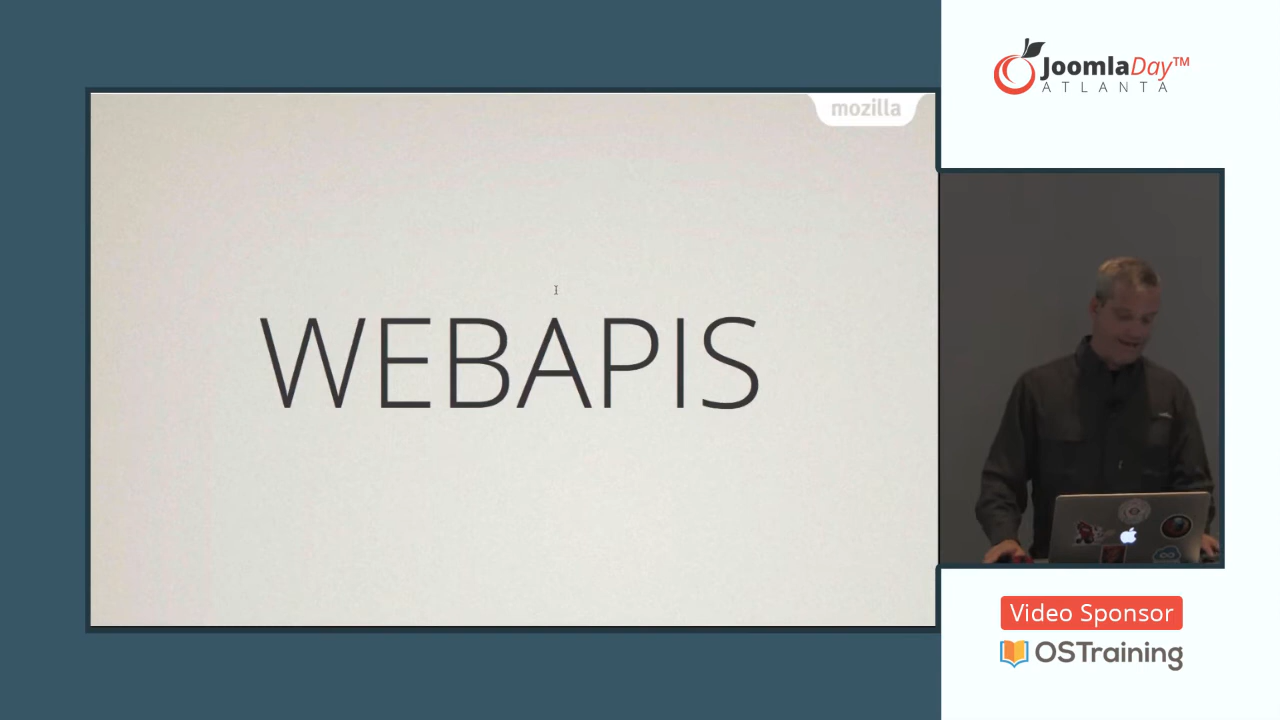 mozilla
WEBAPIS
JoomlaDay™
ATLANTA
Video Sponsor
OSTraining